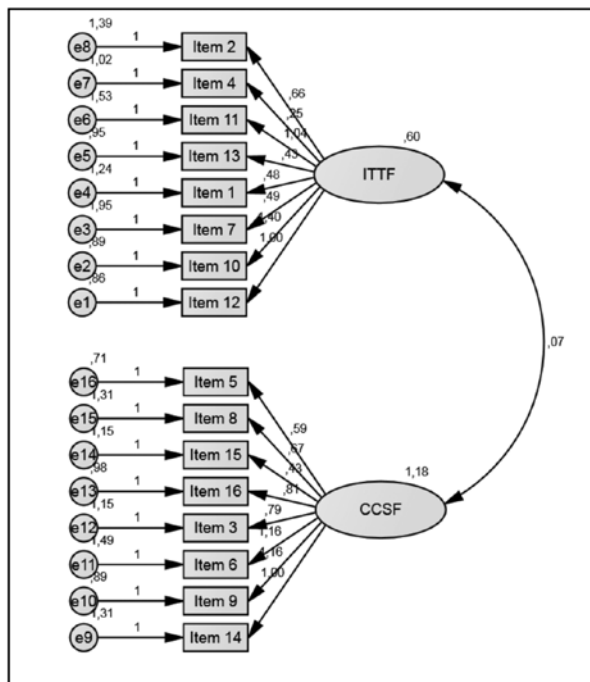 1,39
e8 1 Item 2
1,02
e7 1 Item 4
1,53
e6 1 Item 11
,95
e5 1 Item 13
1,24
e4 1 Item 1
1,95
e3 1 Item 7
,89
e2 1 Item 10
,86
e1 1 Item 12
,66
,25
1,04
,43
,48
,49
1,40
1,00
,60
ITTF
,07
,71
e16 1 Item 5
1,31
e15 1 Item 8
1,15
e14 1 Item 15
,98
e13 1 Item 16
1,15
e12 1 Item 3
1,49
e11 1 Item 6
,89
e10 1 Item 9
1,31
e9 1 Item 14
,59
,67
,43
,81
,79
1,16
1,16
1,00
1,18
CCSF